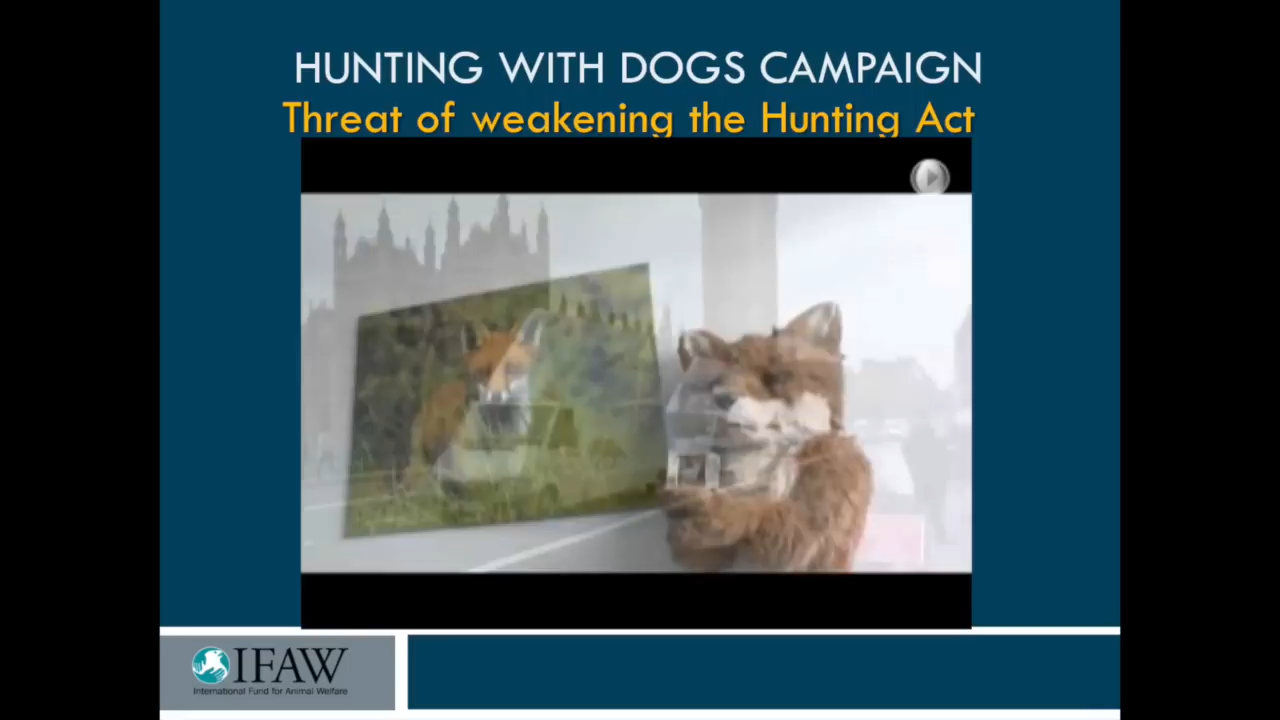 HUNTING WITH DOGS CAMPAIGN
Threat of weakening the Hunting Act
IFAW
International Fund for Animal Welfare